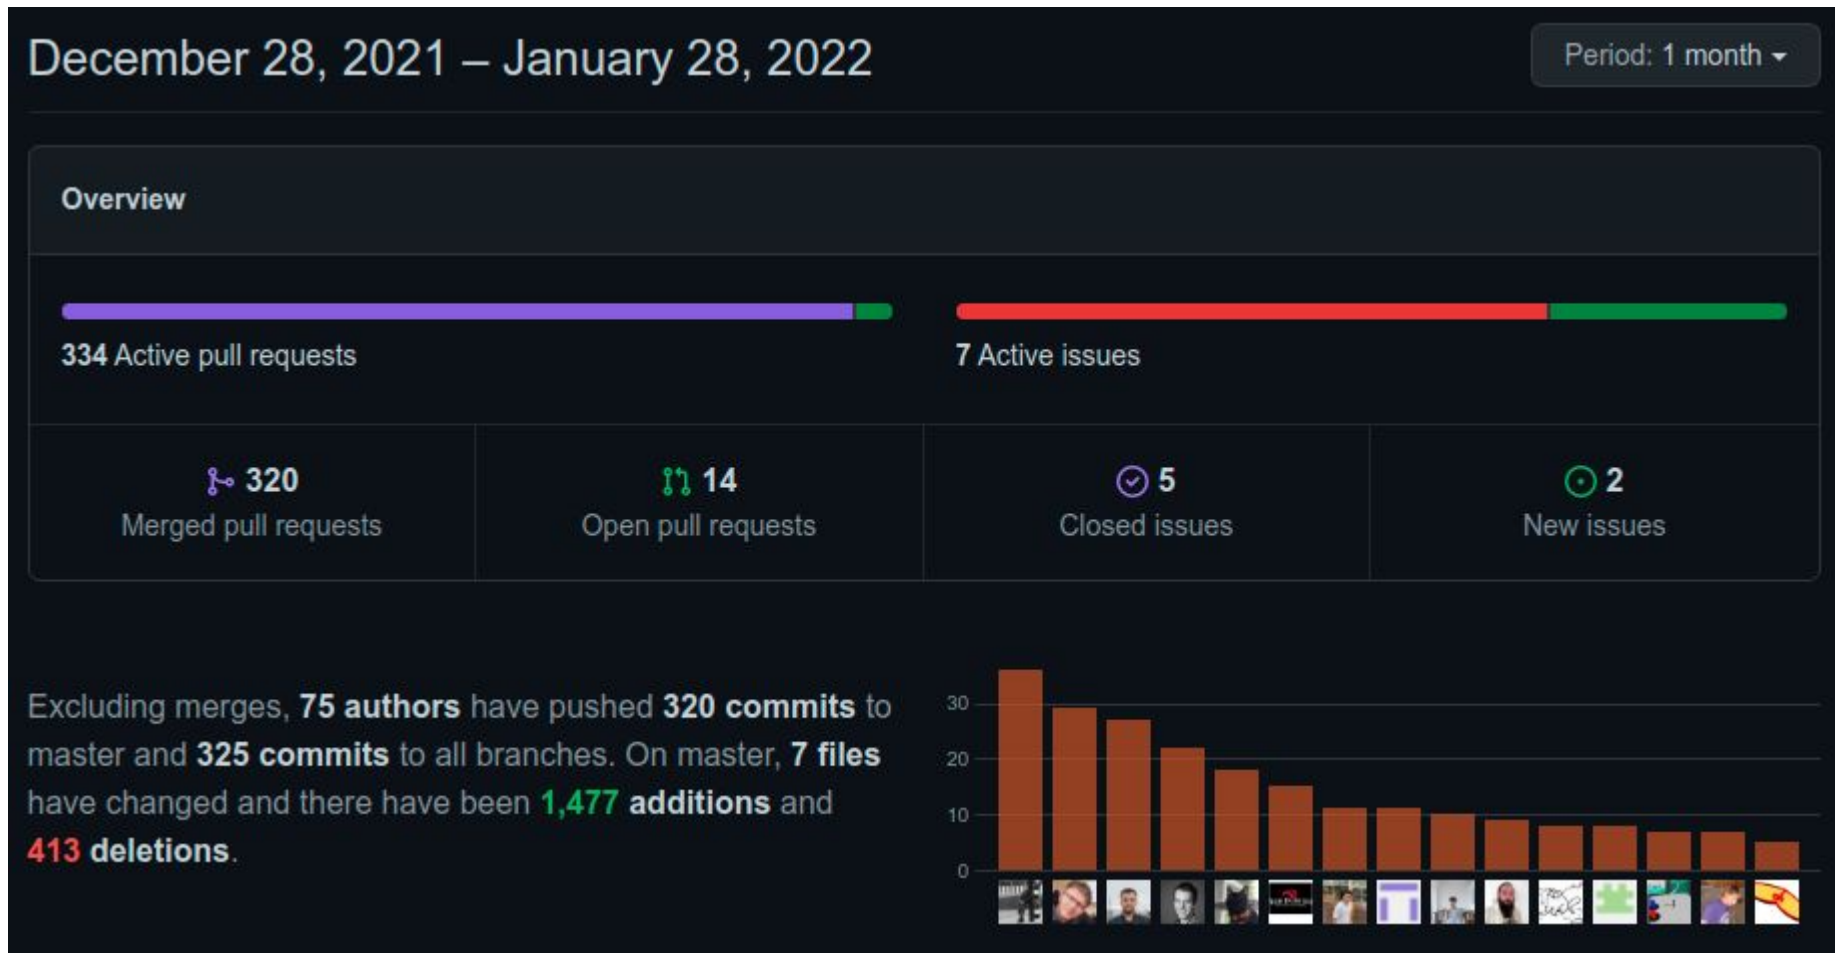 December 28, 2021 – January 28, 2022
Period: 1 month
Overview
334 Active pull requests
7 Active issues
320
Merged pull requests
14
Open pull requests
5
Closed issues
2
New issues
Excluding merges, 75 authors have pushed 320 commits to
master and 325 commits to all branches. On master, 7 files
have changed and there have been 1,477 additions and
413 deletions.
30
20
10
0